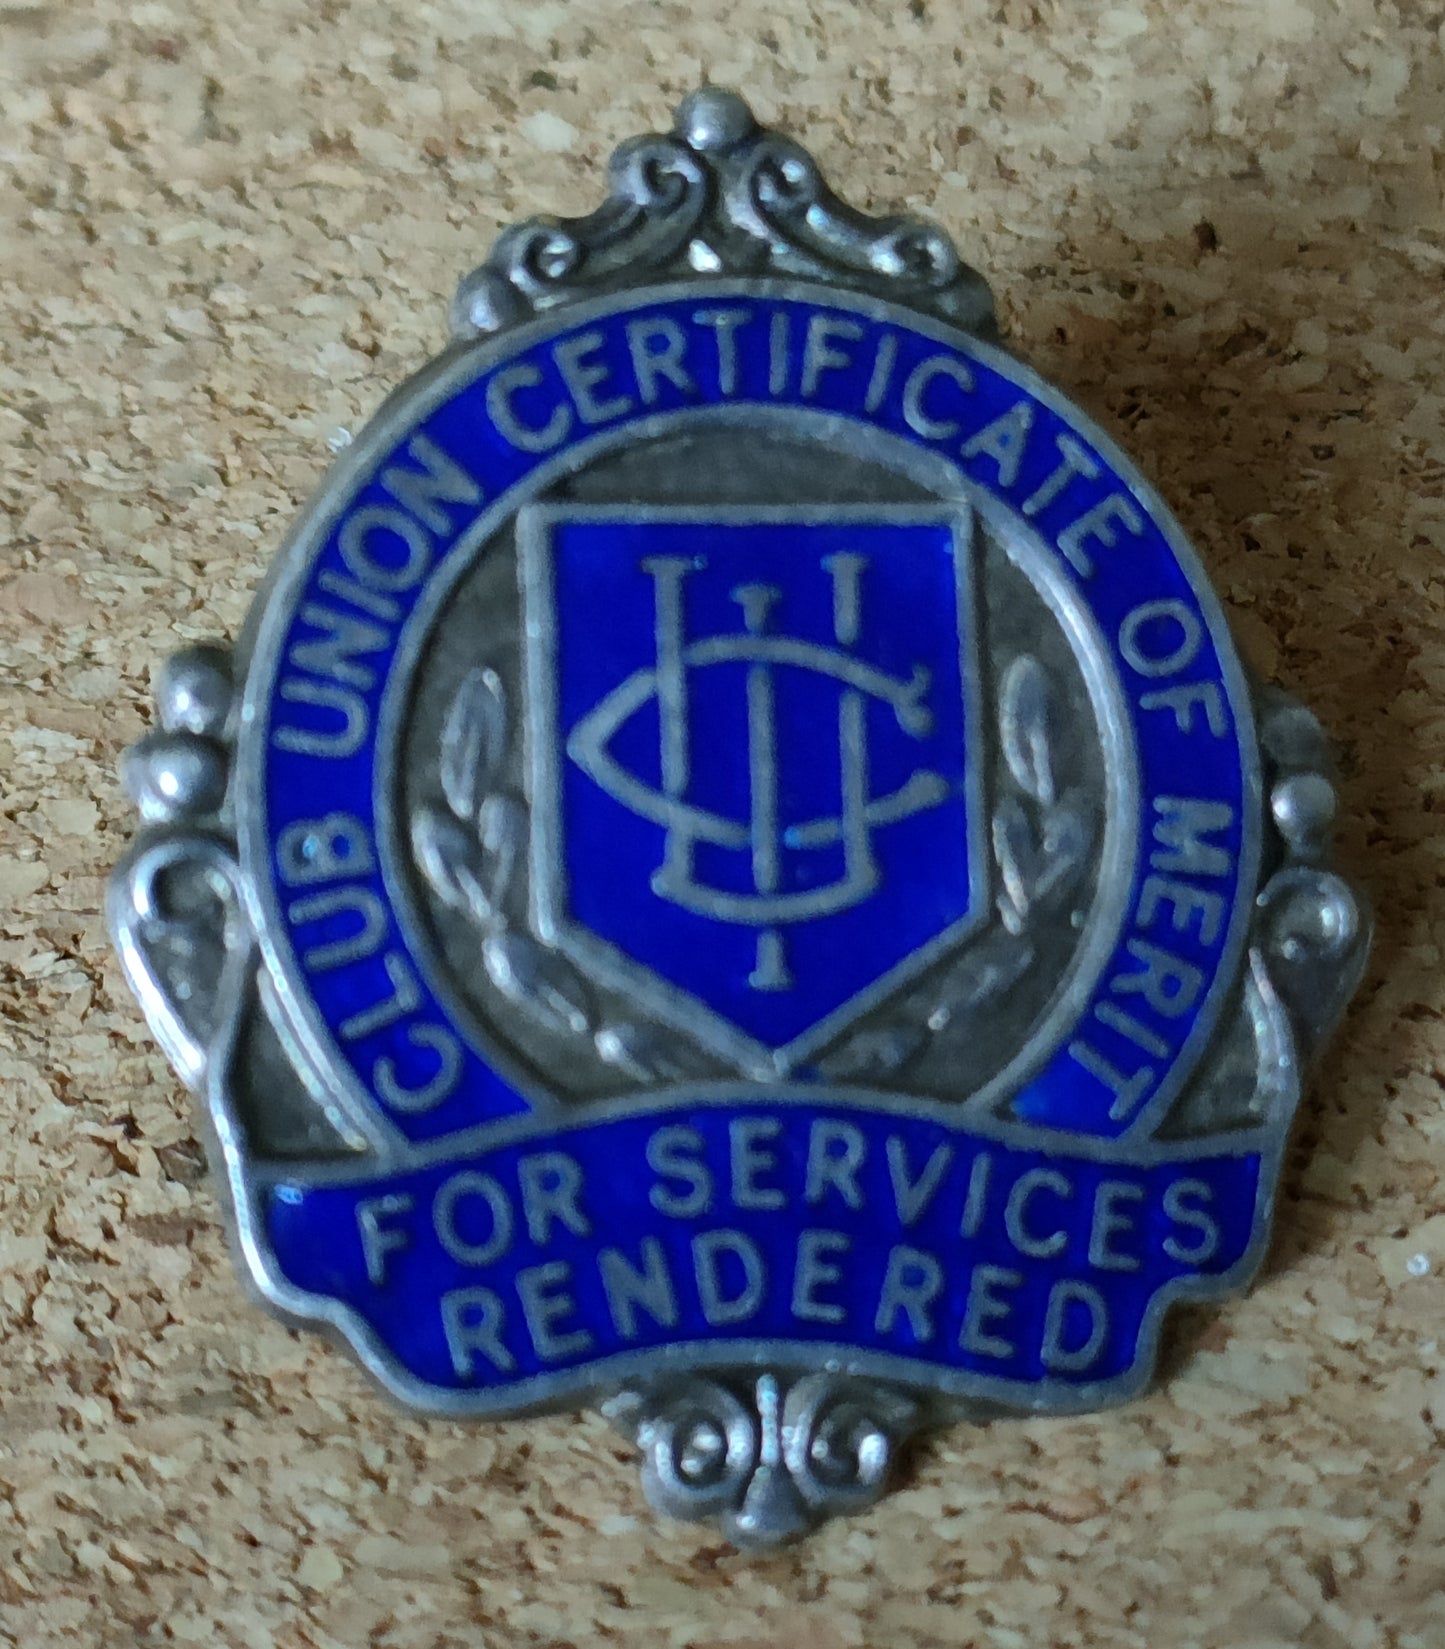 CLUB UNION CERTIFICATE OF MERIT
CIU
FOR SERVICES
RENDERED